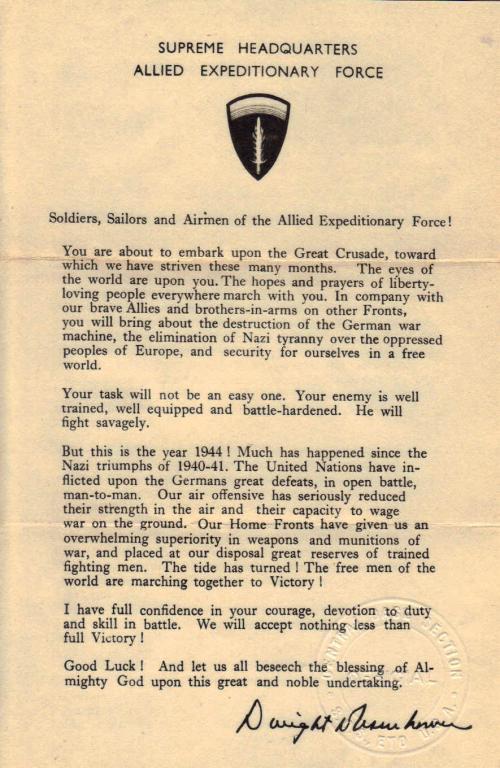 SUPREME HEADQUARTERS
ALLIED EXPEDITIONARY FORCE
Soldiers, Sailors and Airmen of the Allied Expeditionary Force!
You are about to embark upon the Great Crusade, toward
which we have striven these many months. The eyes of
the world are upon you. The hopes and prayers of liberty-
loving people everywhere march with you. In company with
our brave Allies and brothers-in-arms on other Fronts,
you will bring about the destruction of the German war
machine, the elimination of Nazi tyranny over the oppressed
peoples of Europe, and security for ourselves in a free
world.
Your task will not be an easy one. Your enemy is well
trained, well equipped and battle-hardened. He will
fight savagely.
But this is the year 1944! Much has happened since the
Nazi triumphs of 1940-41. The United Nations have in-
flicted upon the Germans great defeats, in open battle,
man-to-man. Our air offensive has seriously reduced
their strength in the air and their capacity to wage
war on the ground. Our Home Fronts have given us an
overwhelming superiority in weapons and munitions of
war, and placed at our disposal great reserves of trained
fighting men. The tide has turned! The free men of the
world are marching together to Victory!
I have full confidence in your courage, devotion to duty
and skill in battle. We will accept nothing less than
full Victory!
Good Luck! And let us all beseech the blessing of Al-
mighty God upon this great and noble undertaking.
Dwight D Eisenhower
SECTION
ETO U.S.A.